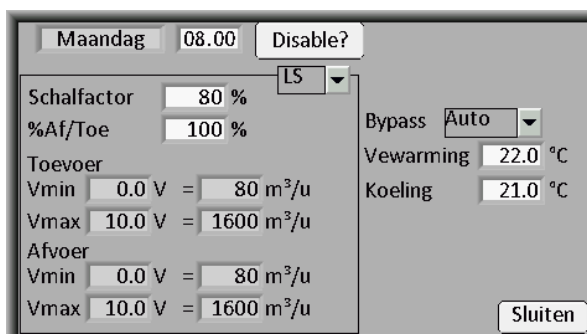 Maandag 08.00 Disable?
LS
Schalfactor 80 %
%Af/Toe 100 %
Toevoer
Vmin 0.0 V = 80 m³/u
Vmax 10.0 V = 1600 m³/u
Afvoer
Vmin 0.0 V = 80 m³/u
Vmax 10.0 V = 1600 m³/u
Bypass Auto
Vewarming 22.0 °C
Koeling 21.0 °C
Sluiten